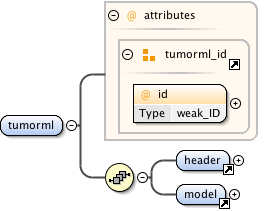 @ attributes
tumorml_id
@ id
Type weak_ID
tumorml
header
model